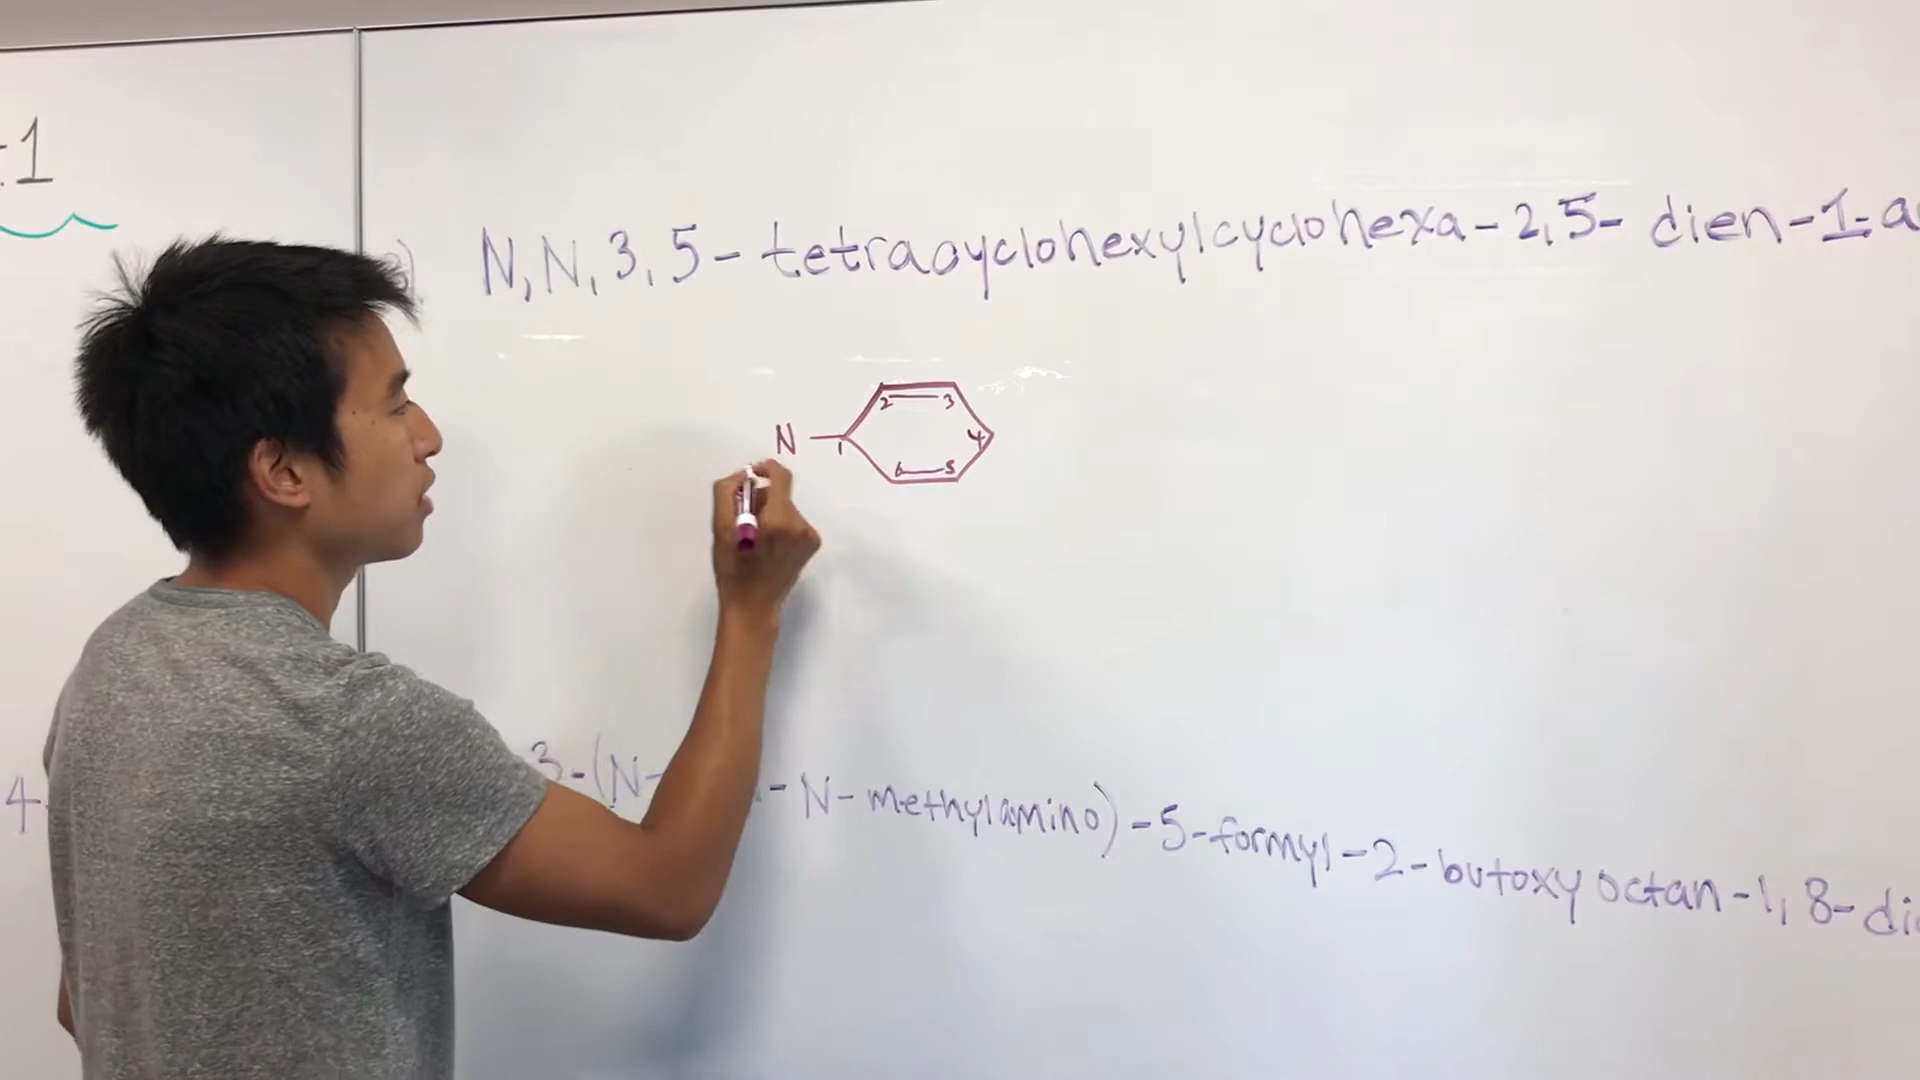 :1
N,N,3,5- tetracyclohexylcyclohexa-2,5- dien-1-a
N
1
2
3
4
5
6
4-
3-(N-
-N-methylamino)-5-formyl-2-butoxyoctan-1,8-di